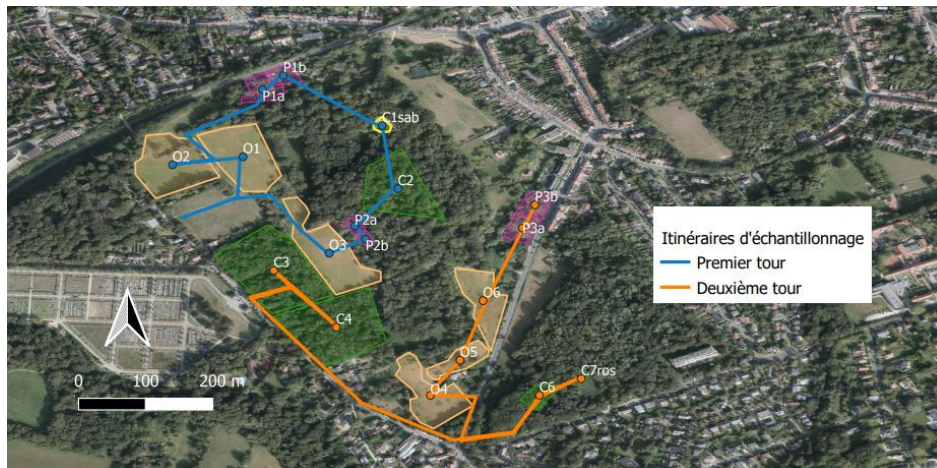 P1b
P1a
C1sab
O1
O2
C2
P3b
P2a
P3a
P2b
O3
C3
O6
C4
O5
C7ros
O4
C6
Itinéraires d'échantillonnage
Premier tour
Deuxième tour
0 100 200 m